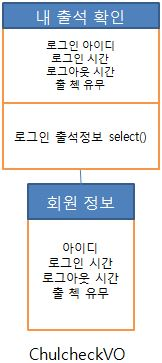 내 출석 확인
로그인 아이디
로그인 시간
로그아웃 시간
출 첵 유무
로그인 출석정보 select()
회원 정보
아이디
로그인 시간
로그아웃 시간
출 첵 유무
ChulcheckVO